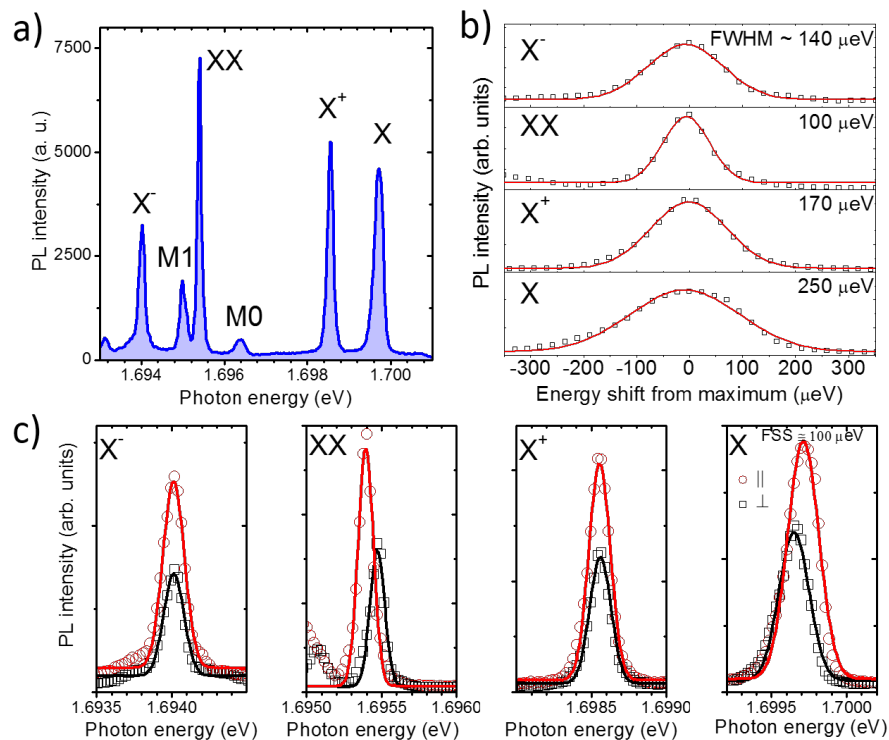 a)
7500
5000
2500
0
PL intensity (a. u.)
X-
M1
XX
M0
X+
X
1.694 1.696 1.698 1.700
Photon energy (eV)
b)
PL intensity (arb. units)
X- FWHM ~ 140 μeV
XX 100 μeV
X+ 170 μeV
X 250 μeV
-300 -200 -100 0 100 200 300
Energy shift from maximum (μeV)
c)
PL intensity (arb. units)
X-
1.6935 1.6940
Photon energy (eV)
XX
1.6950 1.6955 1.6960
Photon energy (eV)
X+
1.6985 1.6990
Photon energy (eV)
X FSS = 100 μeV
||
⊥
1.6995 1.7000
Photon energy (eV)